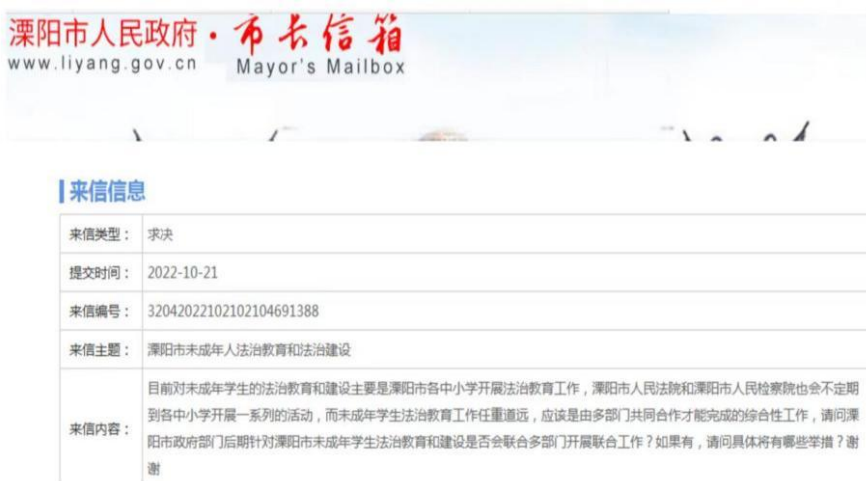 溧阳市人民政府·市长信箱
www.liyang.gov.cn Mayor's Mailbox
来信信息
来信类型： 求决
提交时间： 2022-10-21
来信编号： 32042022102102104691388
来信主题： 溧阳市未成年人法治教育和法治建设
来信内容： 目前对未成年学生的法治教育和建设主要是溧阳市各中小学开展法治教育工作，溧阳市人民法院和溧阳市人民检察院也会不定期
到各中小学开展一系列的活动，而未成年学生法治教育工作任重道远，应该是由多部门共同合作才能完成的综合性工作，请问溧
阳市政府部门后期针对溧阳市未成年学生法治教育和建设是否会联合多部门开展联合工作？如果有，请问具体将有哪些举措？谢
谢